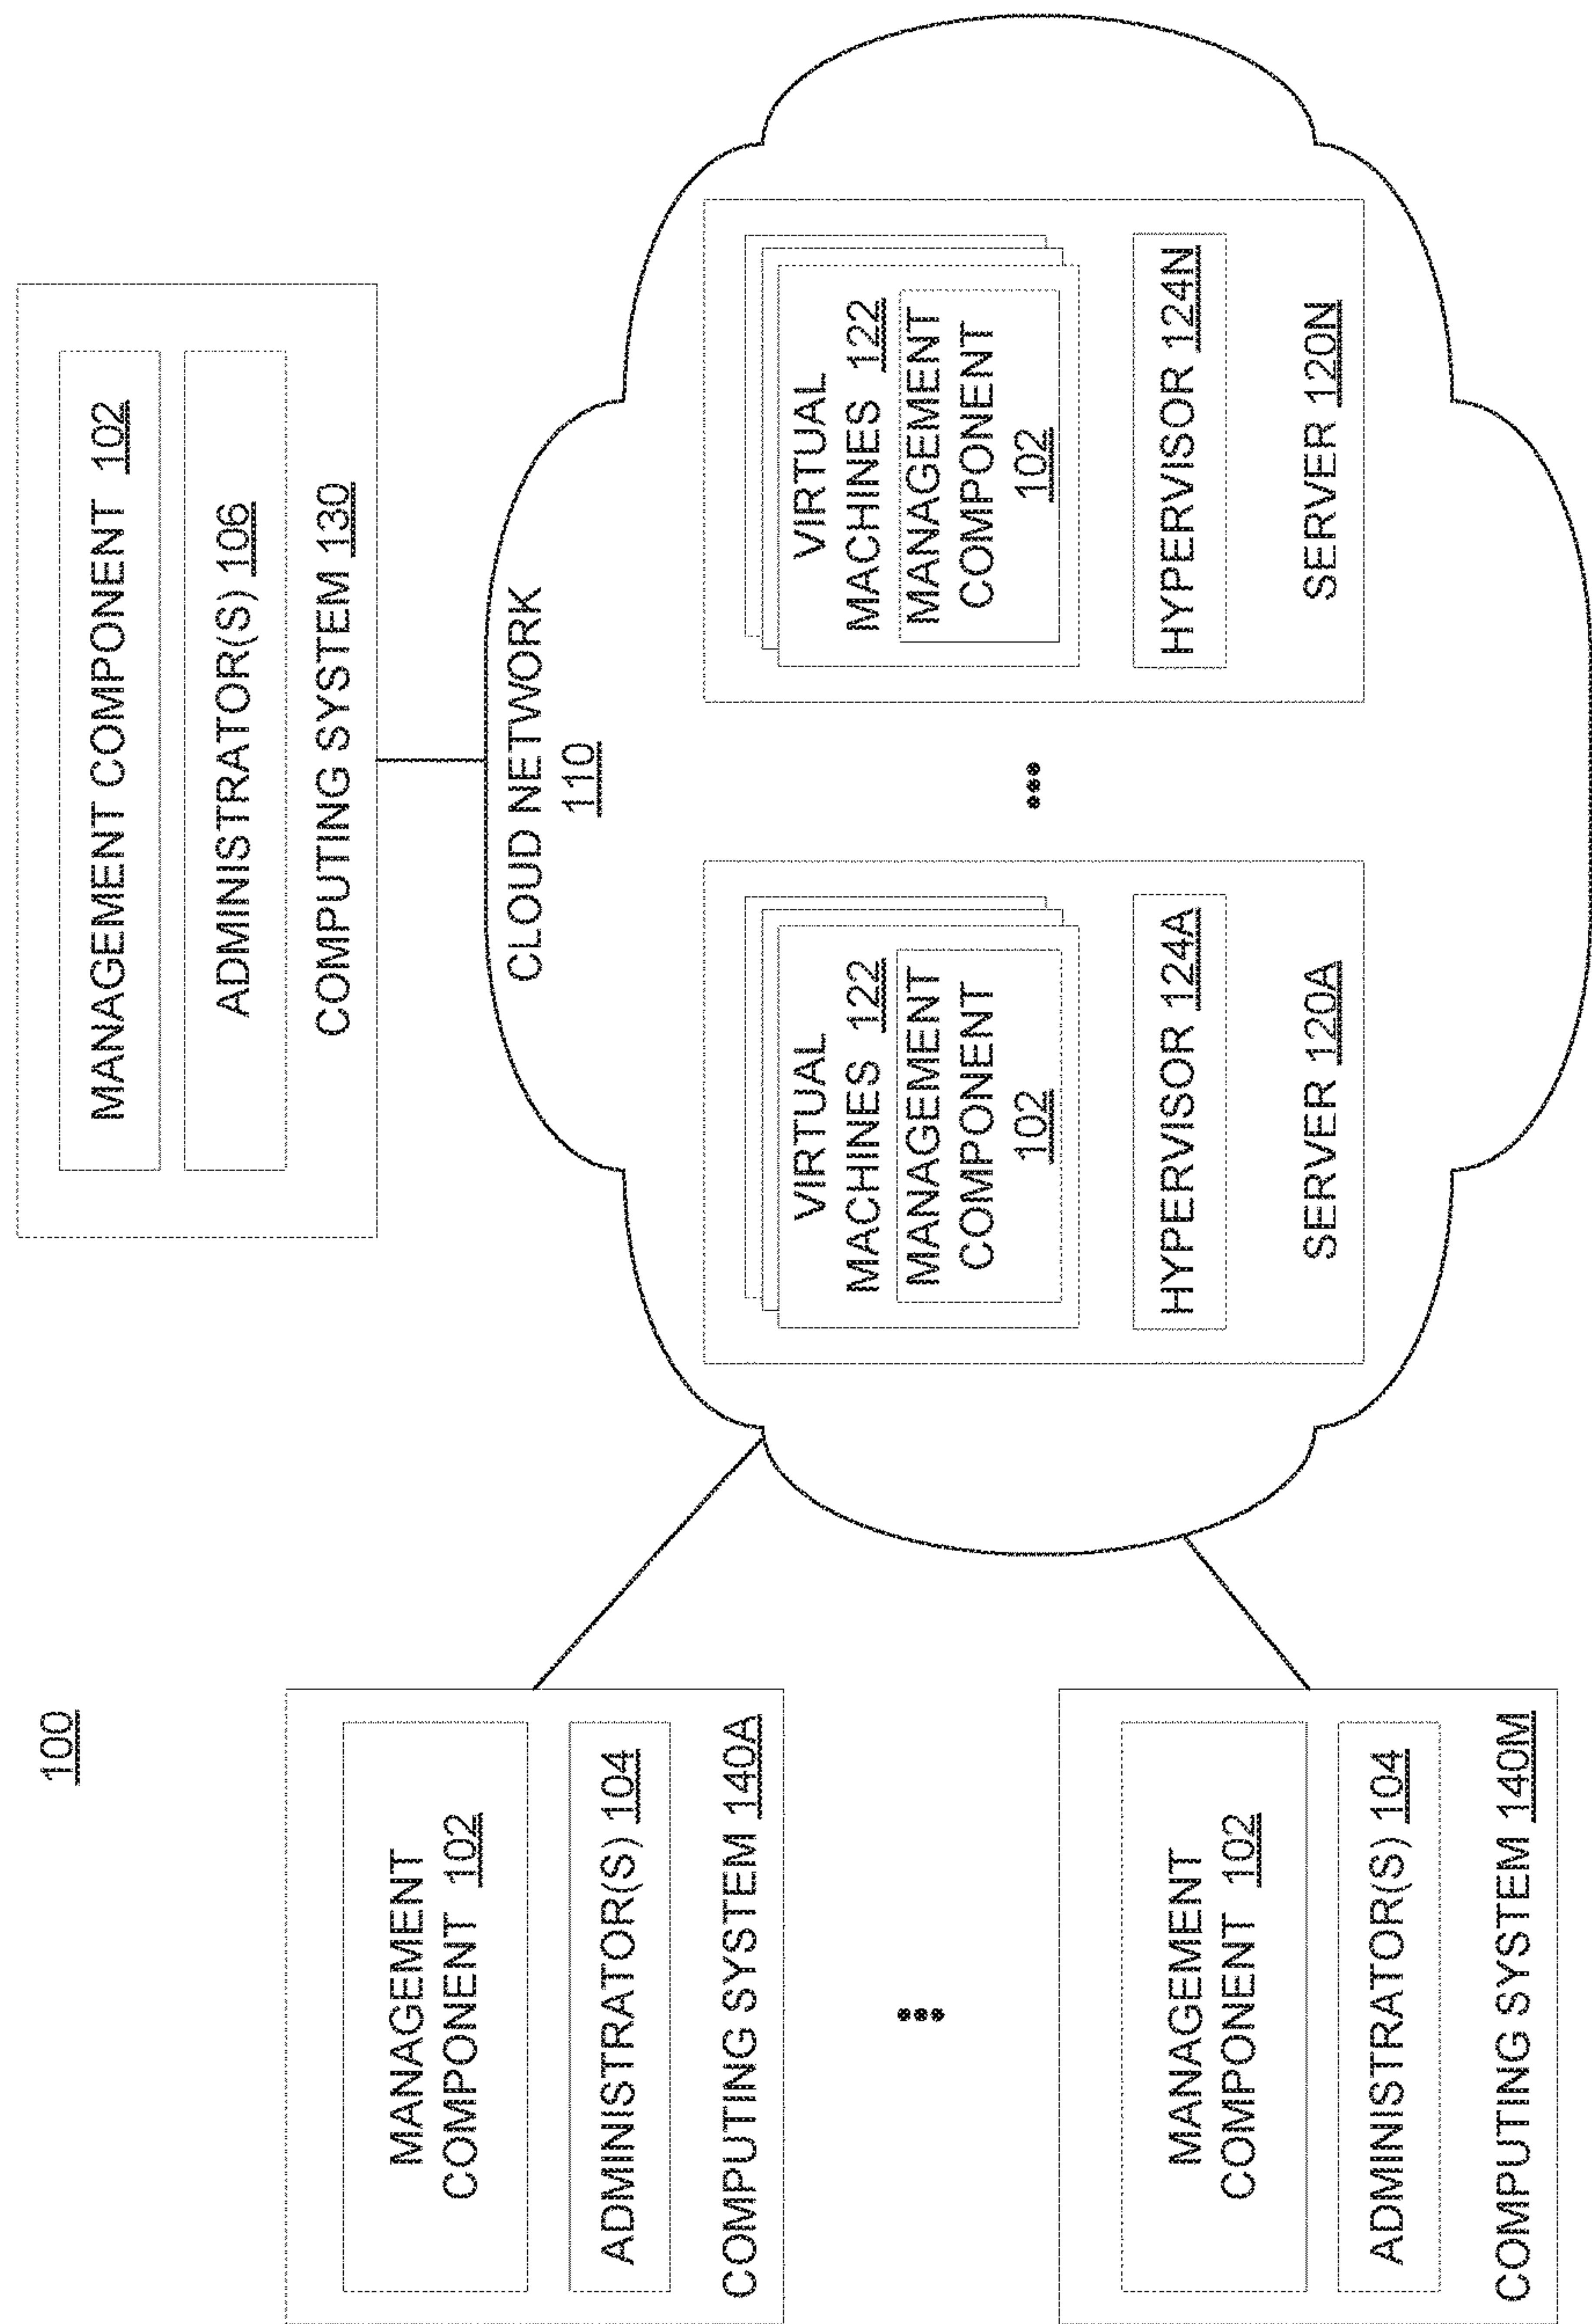 100
MANAGEMENT
COMPONENT 102
ADMINISTRATOR(S) 104
COMPUTING SYSTEM 140A
MANAGEMENT
COMPONENT 102
ADMINISTRATOR(S) 104
COMPUTING SYSTEM 140M
MANAGEMENT COMPONENT 102
ADMINISTRATOR(S) 106
COMPUTING SYSTEM 130
CLOUD NETWORK
110
VIRTUAL
MACHINES 122
MANAGEMENT
COMPONENT
102
HYPERVISOR 124A
SERVER 120A
VIRTUAL
MACHINES 122
MANAGEMENT
COMPONENT
102
HYPERVISOR 124N
SERVER 120N